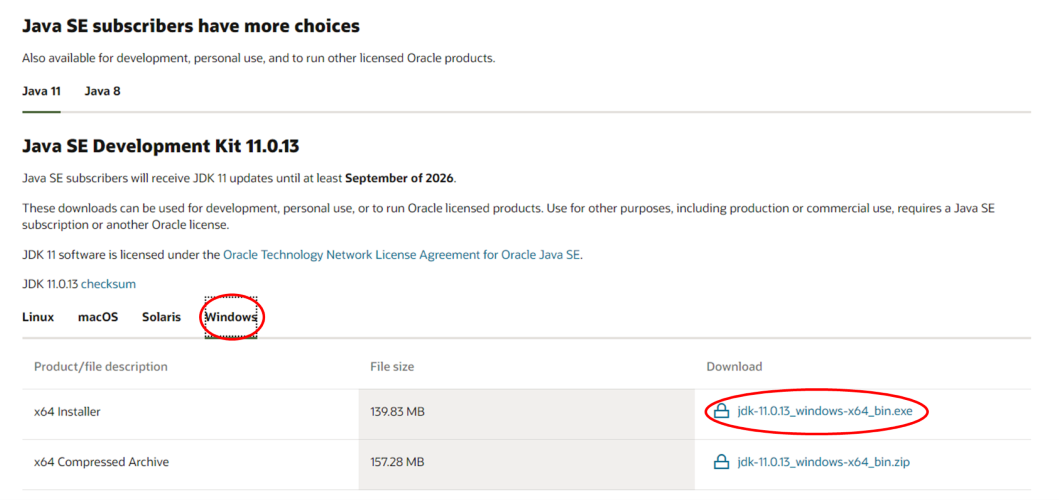 Java SE subscribers have more choices
Also available for development, personal use, and to run other licensed Oracle products.
Java 11 Java 8
Java SE Development Kit 11.0.13
Java SE subscribers will receive JDK 11 updates until at least September of 2026.
These downloads can be used for development, personal use, or to run Oracle licensed products. Use for other purposes, including production or commercial use, requires a Java SE
subscription or another Oracle license.
JDK 11 software is licensed under the Oracle Technology Network License Agreement for Oracle Java SE.
JDK 11.0.13 checksum
Linux macOS Solaris Windows
Product/file description File size Download
x64 Installer 139.83 MB jdk-11.0.13_windows-x64_bin.exe
x64 Compressed Archive 157.28 MB jdk-11.0.13_windows-x64_bin.zip